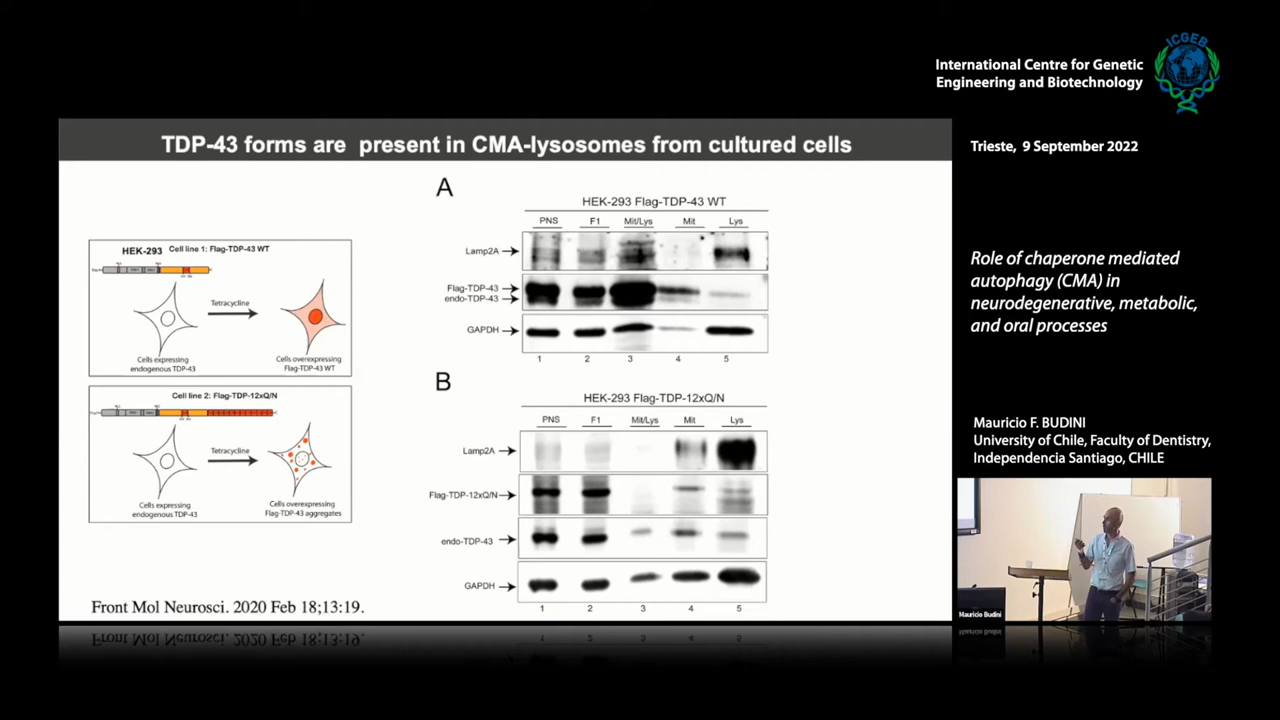 ICGEB
International Centre for Genetic
Engineering and Biotechnology
TDP-43 forms are present in CMA-lysosomes from cultured cells
Trieste, 9 September 2022
Role of chaperone mediated
autophagy (CMA) in
neurodegenerative, metabolic,
and oral processes
Mauricio F. BUDINI
University of Chile, Faculty of Dentistry,
Independencia Santiago, CHILE
Mauricio Budini
HEK-293 Cell line 1: Flag-TDP-43 WT
Tetracycline
Cells expressing
endogenous TDP-43
Cells overexpressing
Flag-TDP-43 WT
Cell line 2: Flag-TDP-12xQ/N
Tetracycline
Cells expressing
endogenous TDP-43
Cells overexpressing
Flag-TDP-43 aggregates
A
HEK-293 Flag-TDP-43 WT
PNS F1 Mit/Lys Mit Lys
Lamp2A
Flag-TDP-43
endo-TDP-43
GAPDH
1 2 3 4 5
B
HEK-293 Flag-TDP-12xQ/N
PNS F1 Mit/Lys Mit Lys
Lamp2A
Flag-TDP-12xQ/N
endo-TDP-43
GAPDH
1 2 3 4 5
Front Mol Neurosci. 2020 Feb 18;13:19.